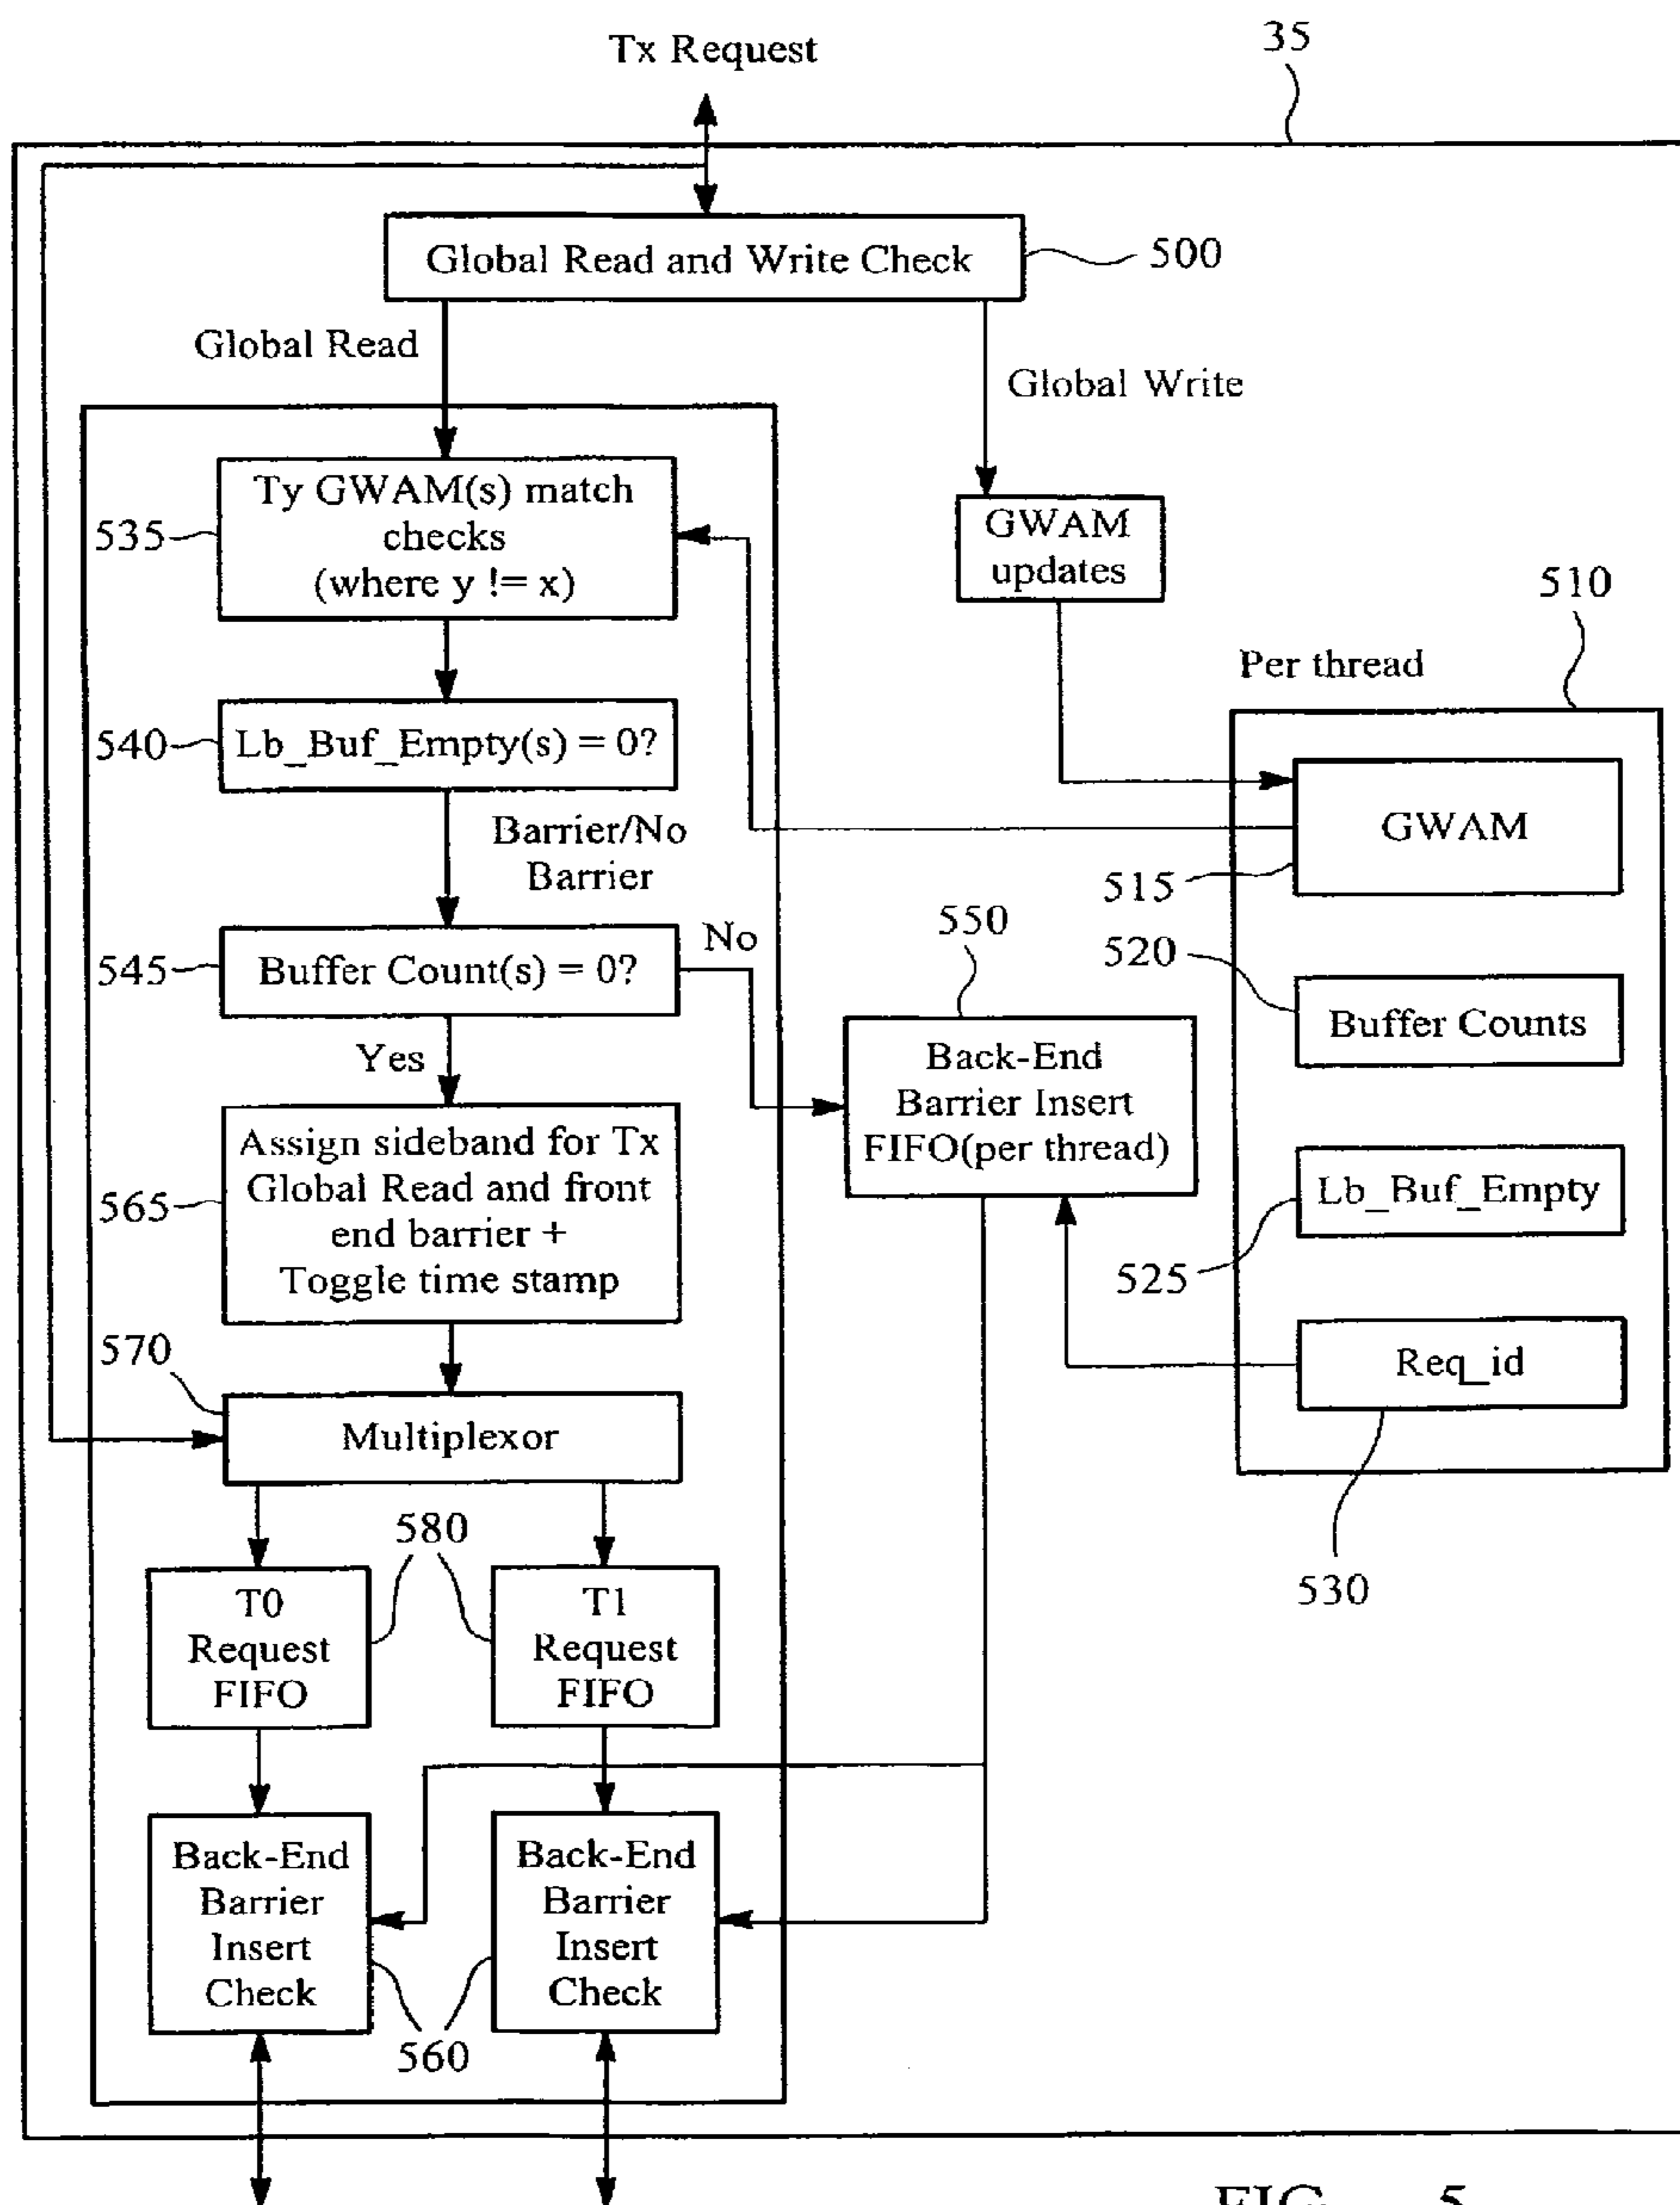 Tx Request
35
Global Read and Write Check
500
Global Read
Global Write
Ty GWAM(s) match
checks
(where y != x)
535
GWAM
updates
510
Per thread
540
Lb_Buf_Empty(s) = 0?
GWAM
515
Barrier/No
Barrier
545
Buffer Count(s) = 0?
No
550
520
Buffer Counts
Yes
Back-End
Barrier Insert
FIFO(per thread)
565
Assign sideband for Tx
Global Read and front
end barrier +
Toggle time stamp
Lb_Buf_Empty
525
570
Req_id
Multiplexor
530
580
T0
Request
FIFO
T1
Request
FIFO
Back-End
Barrier
Insert
Check
Back-End
Barrier
Insert
Check
560
FIG. 5